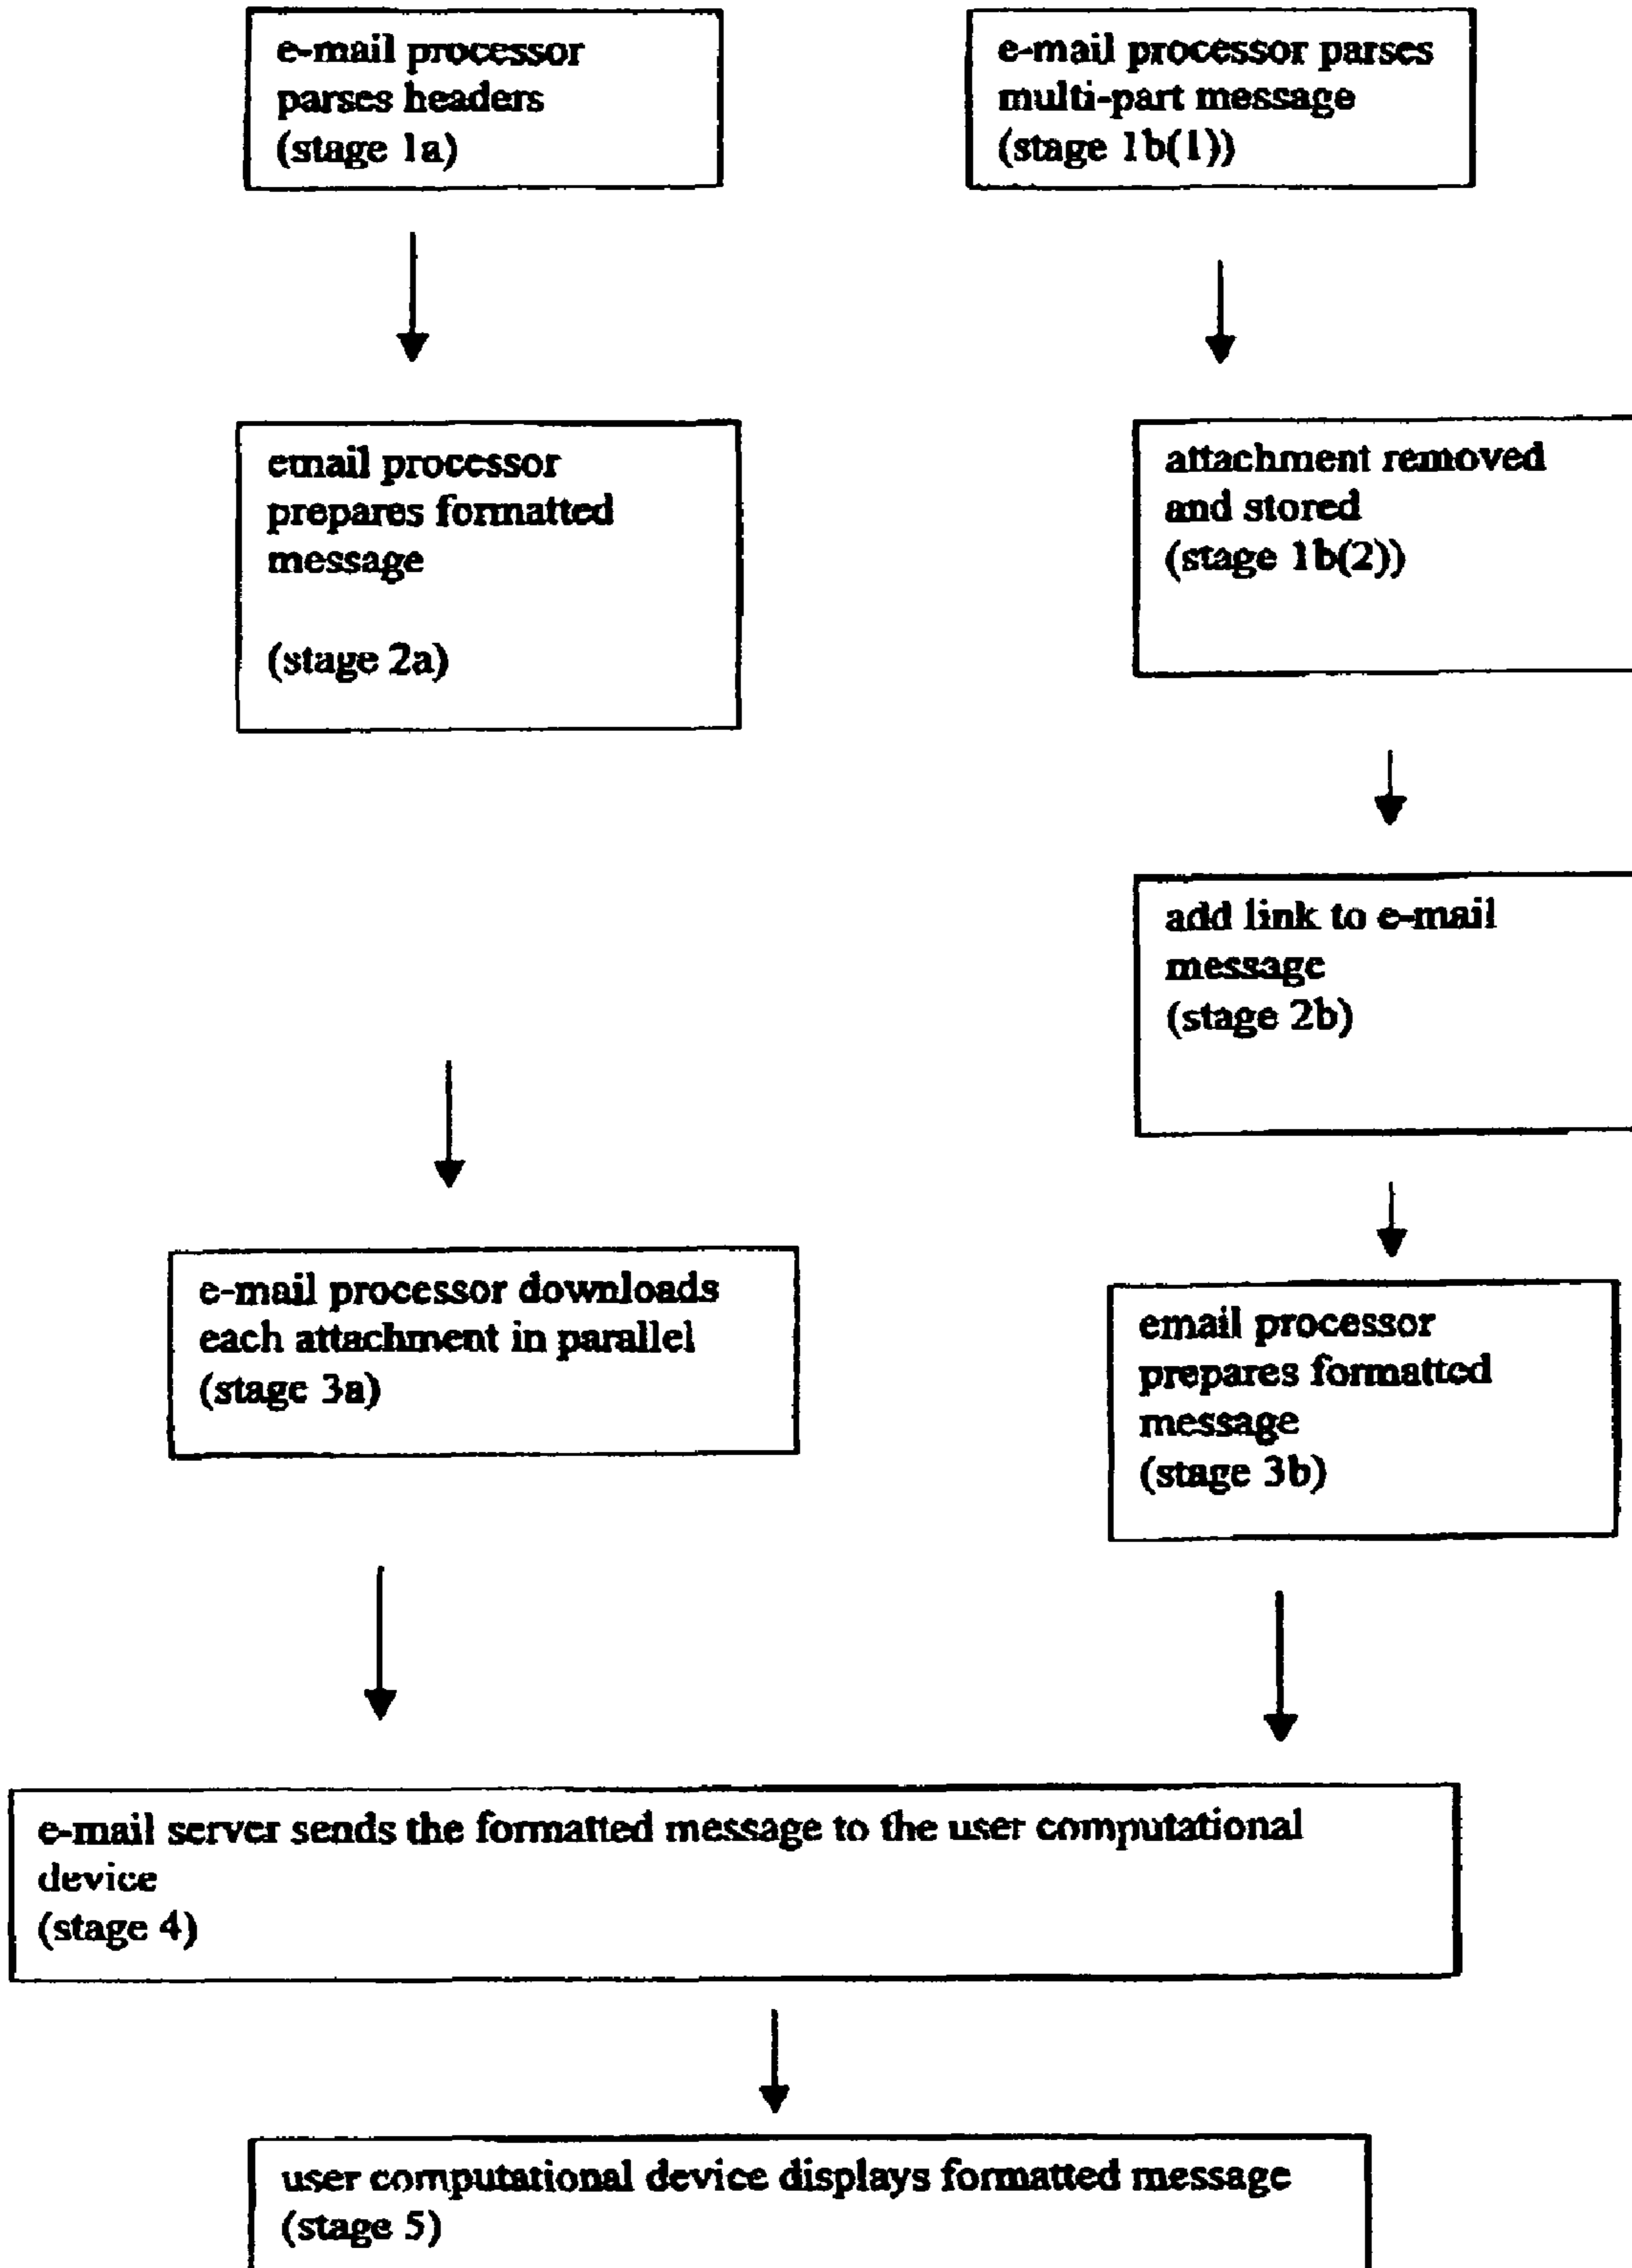 e-mail processor
parses headers
(stage 1a)
e-mail processor parses
multi-part message
(stage 1b(1))
email processor
prepares formatted
message
(stage 2a)
attachment removed
and stored
(stage 1b(2))
add link to e-mail
message
(stage 2b)
e-mail processor downloads
each attachment in parallel
(stage 3a)
email processor
prepares formatted
message
(stage 3b)
e-mail server sends the formatted message to the user computational
device
(stage 4)
user computational device displays formatted message
(stage 5)